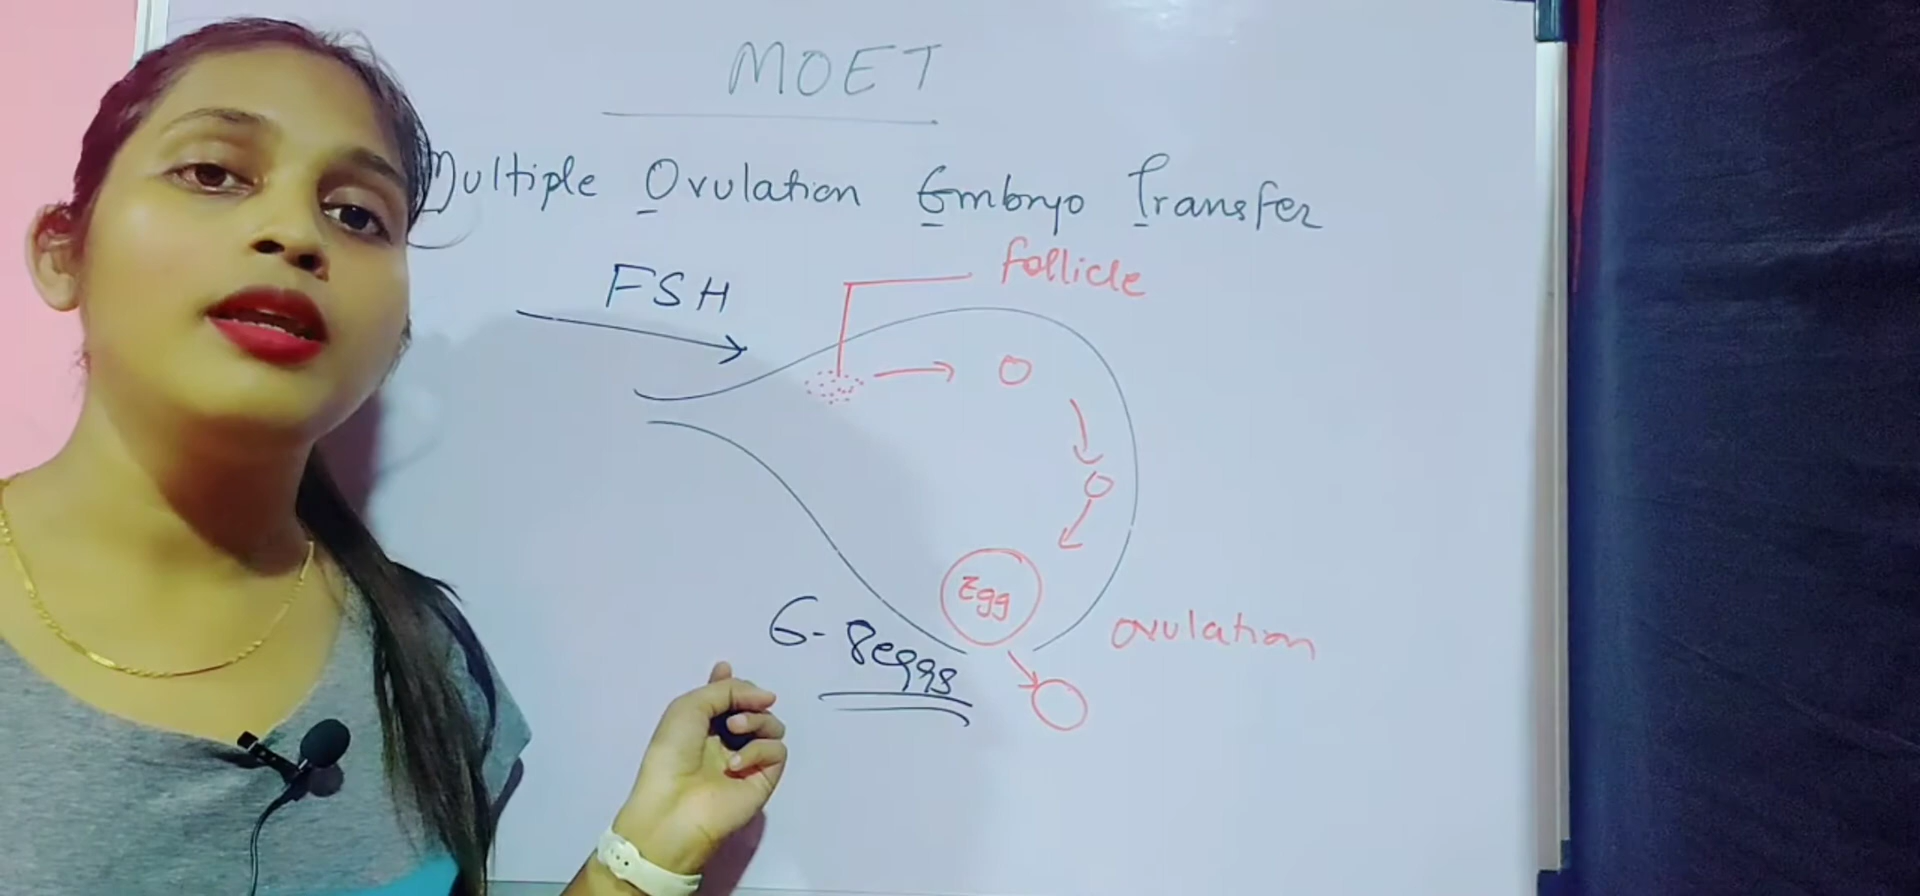 MOET
Multiple Ovulation Embryo Transfer
FSH
follicle
Egg
ovulation
6-8eggs